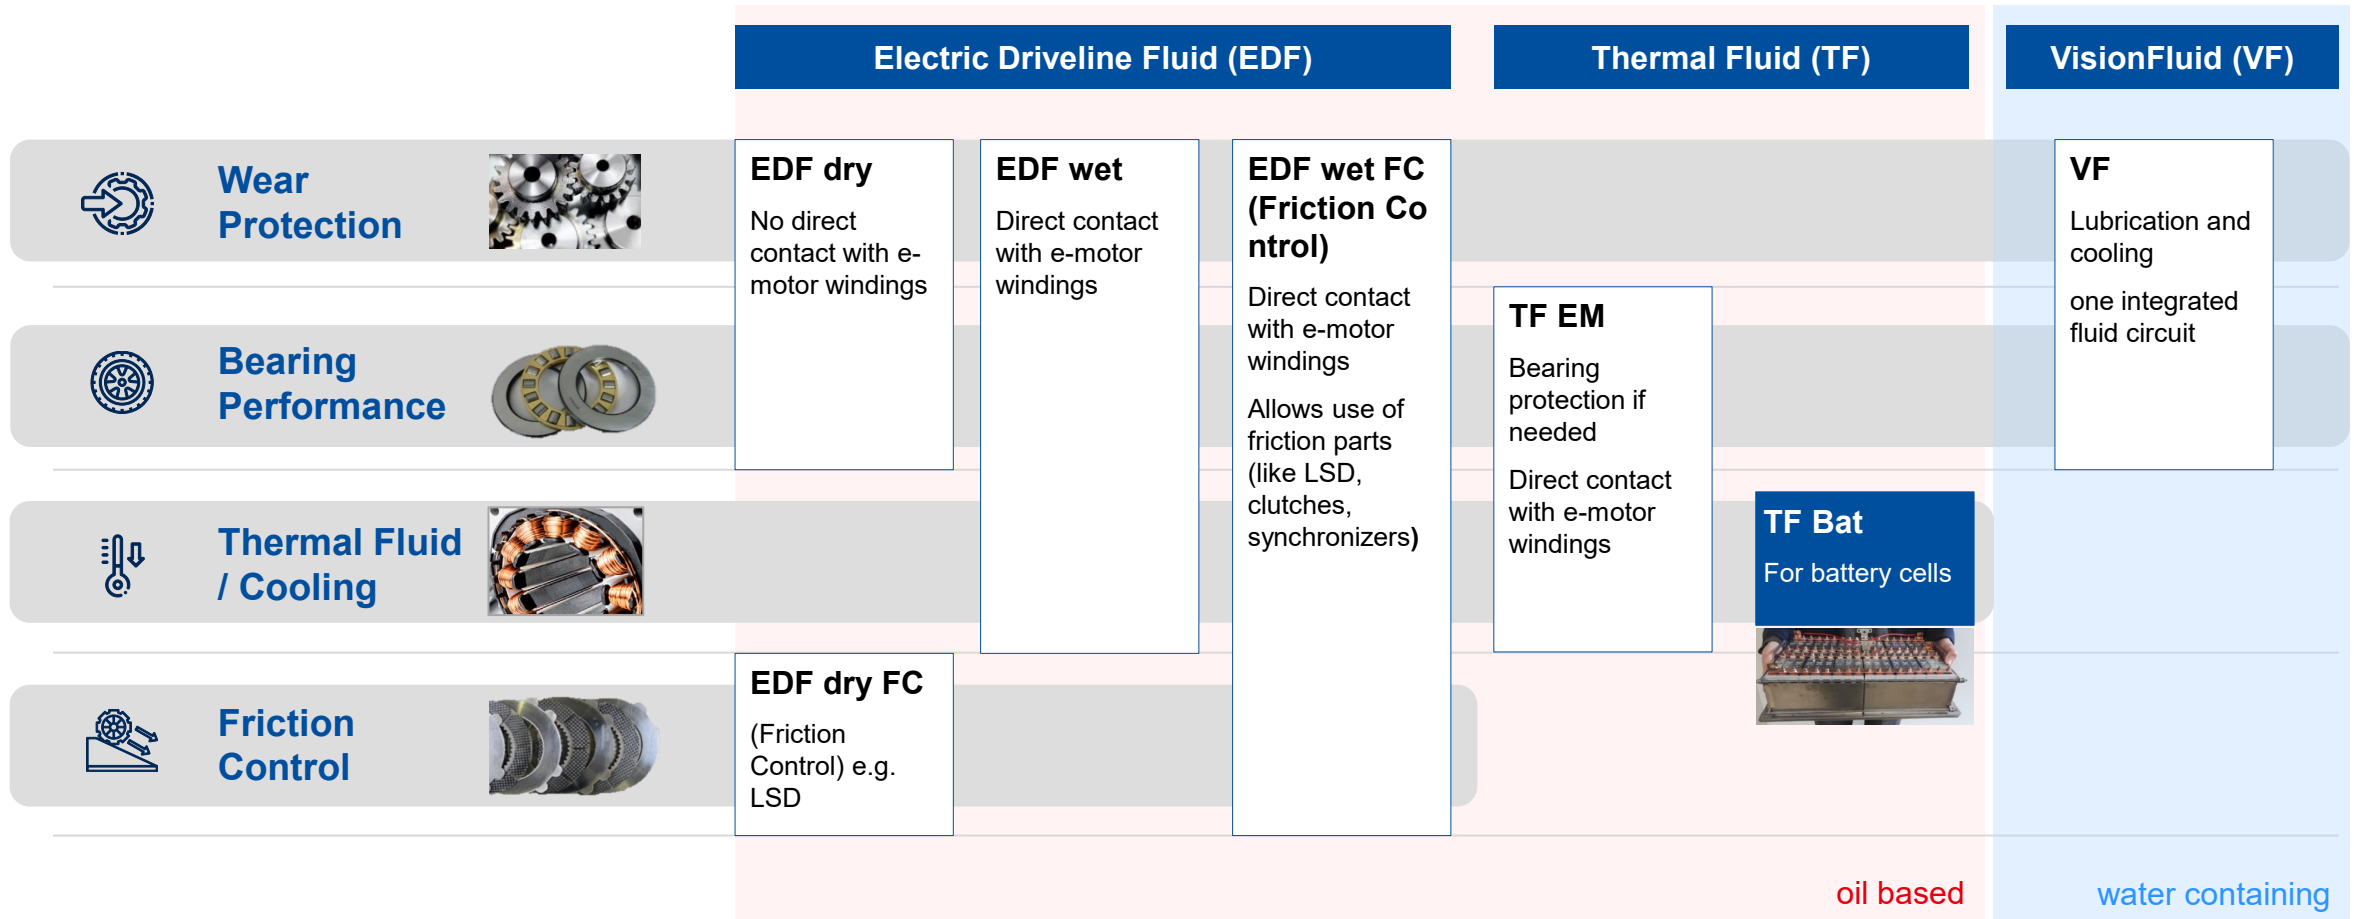 Electric Driveline Fluid (EDF)
Thermal Fluid (TF)
VisionFluid (VF)
Wear
Protection
EDF dry
No direct
contact with e-
motor windings
EDF wet
Direct contact
with e-motor
windings
EDF wet FC
(Friction Co
ntrol)
Direct contact
with e-motor
windings
Allows use of
friction parts
(like LSD,
clutches,
synchronizers)
VF
Lubrication and
cooling
one integrated
fluid circuit
Bearing
Performance
TF EM
Bearing
protection if
needed
Direct contact
with e-motor
windings
Thermal Fluid
/ Cooling
TF Bat
For battery cells
Friction
Control
EDF dry FC
(Friction
Control) e.g.
LSD
oil based
water containing